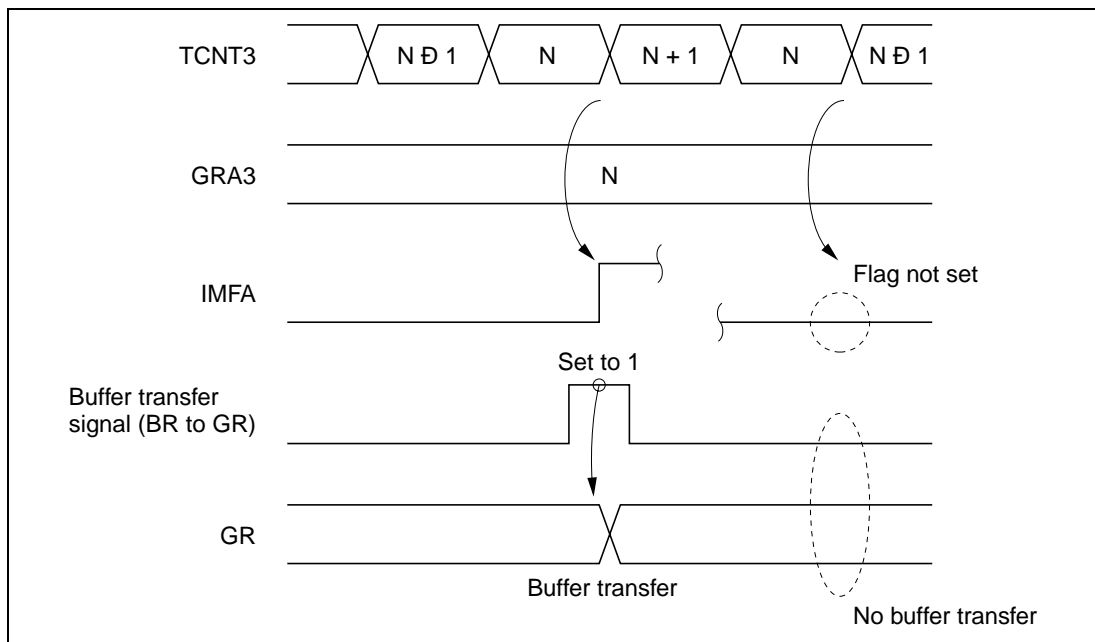 TCNT3
N Đ 1
N
N + 1
N
N Đ 1
GRA3
N
IMFA
Flag not set
Set to 1
Buffer transfer
signal (BR to GR)
GR
Buffer transfer
No buffer transfer